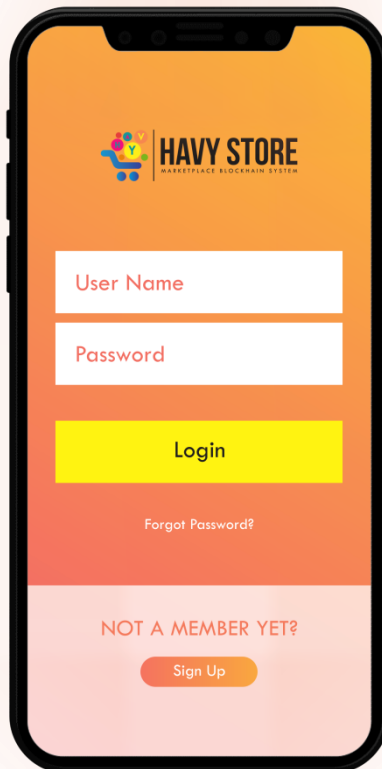 HAVY STORE
MARKETPLACE BLOCKCHAIN SYSTEM
User Name
Password
Login
Forgot Password?
NOT A MEMBER YET?
Sign Up